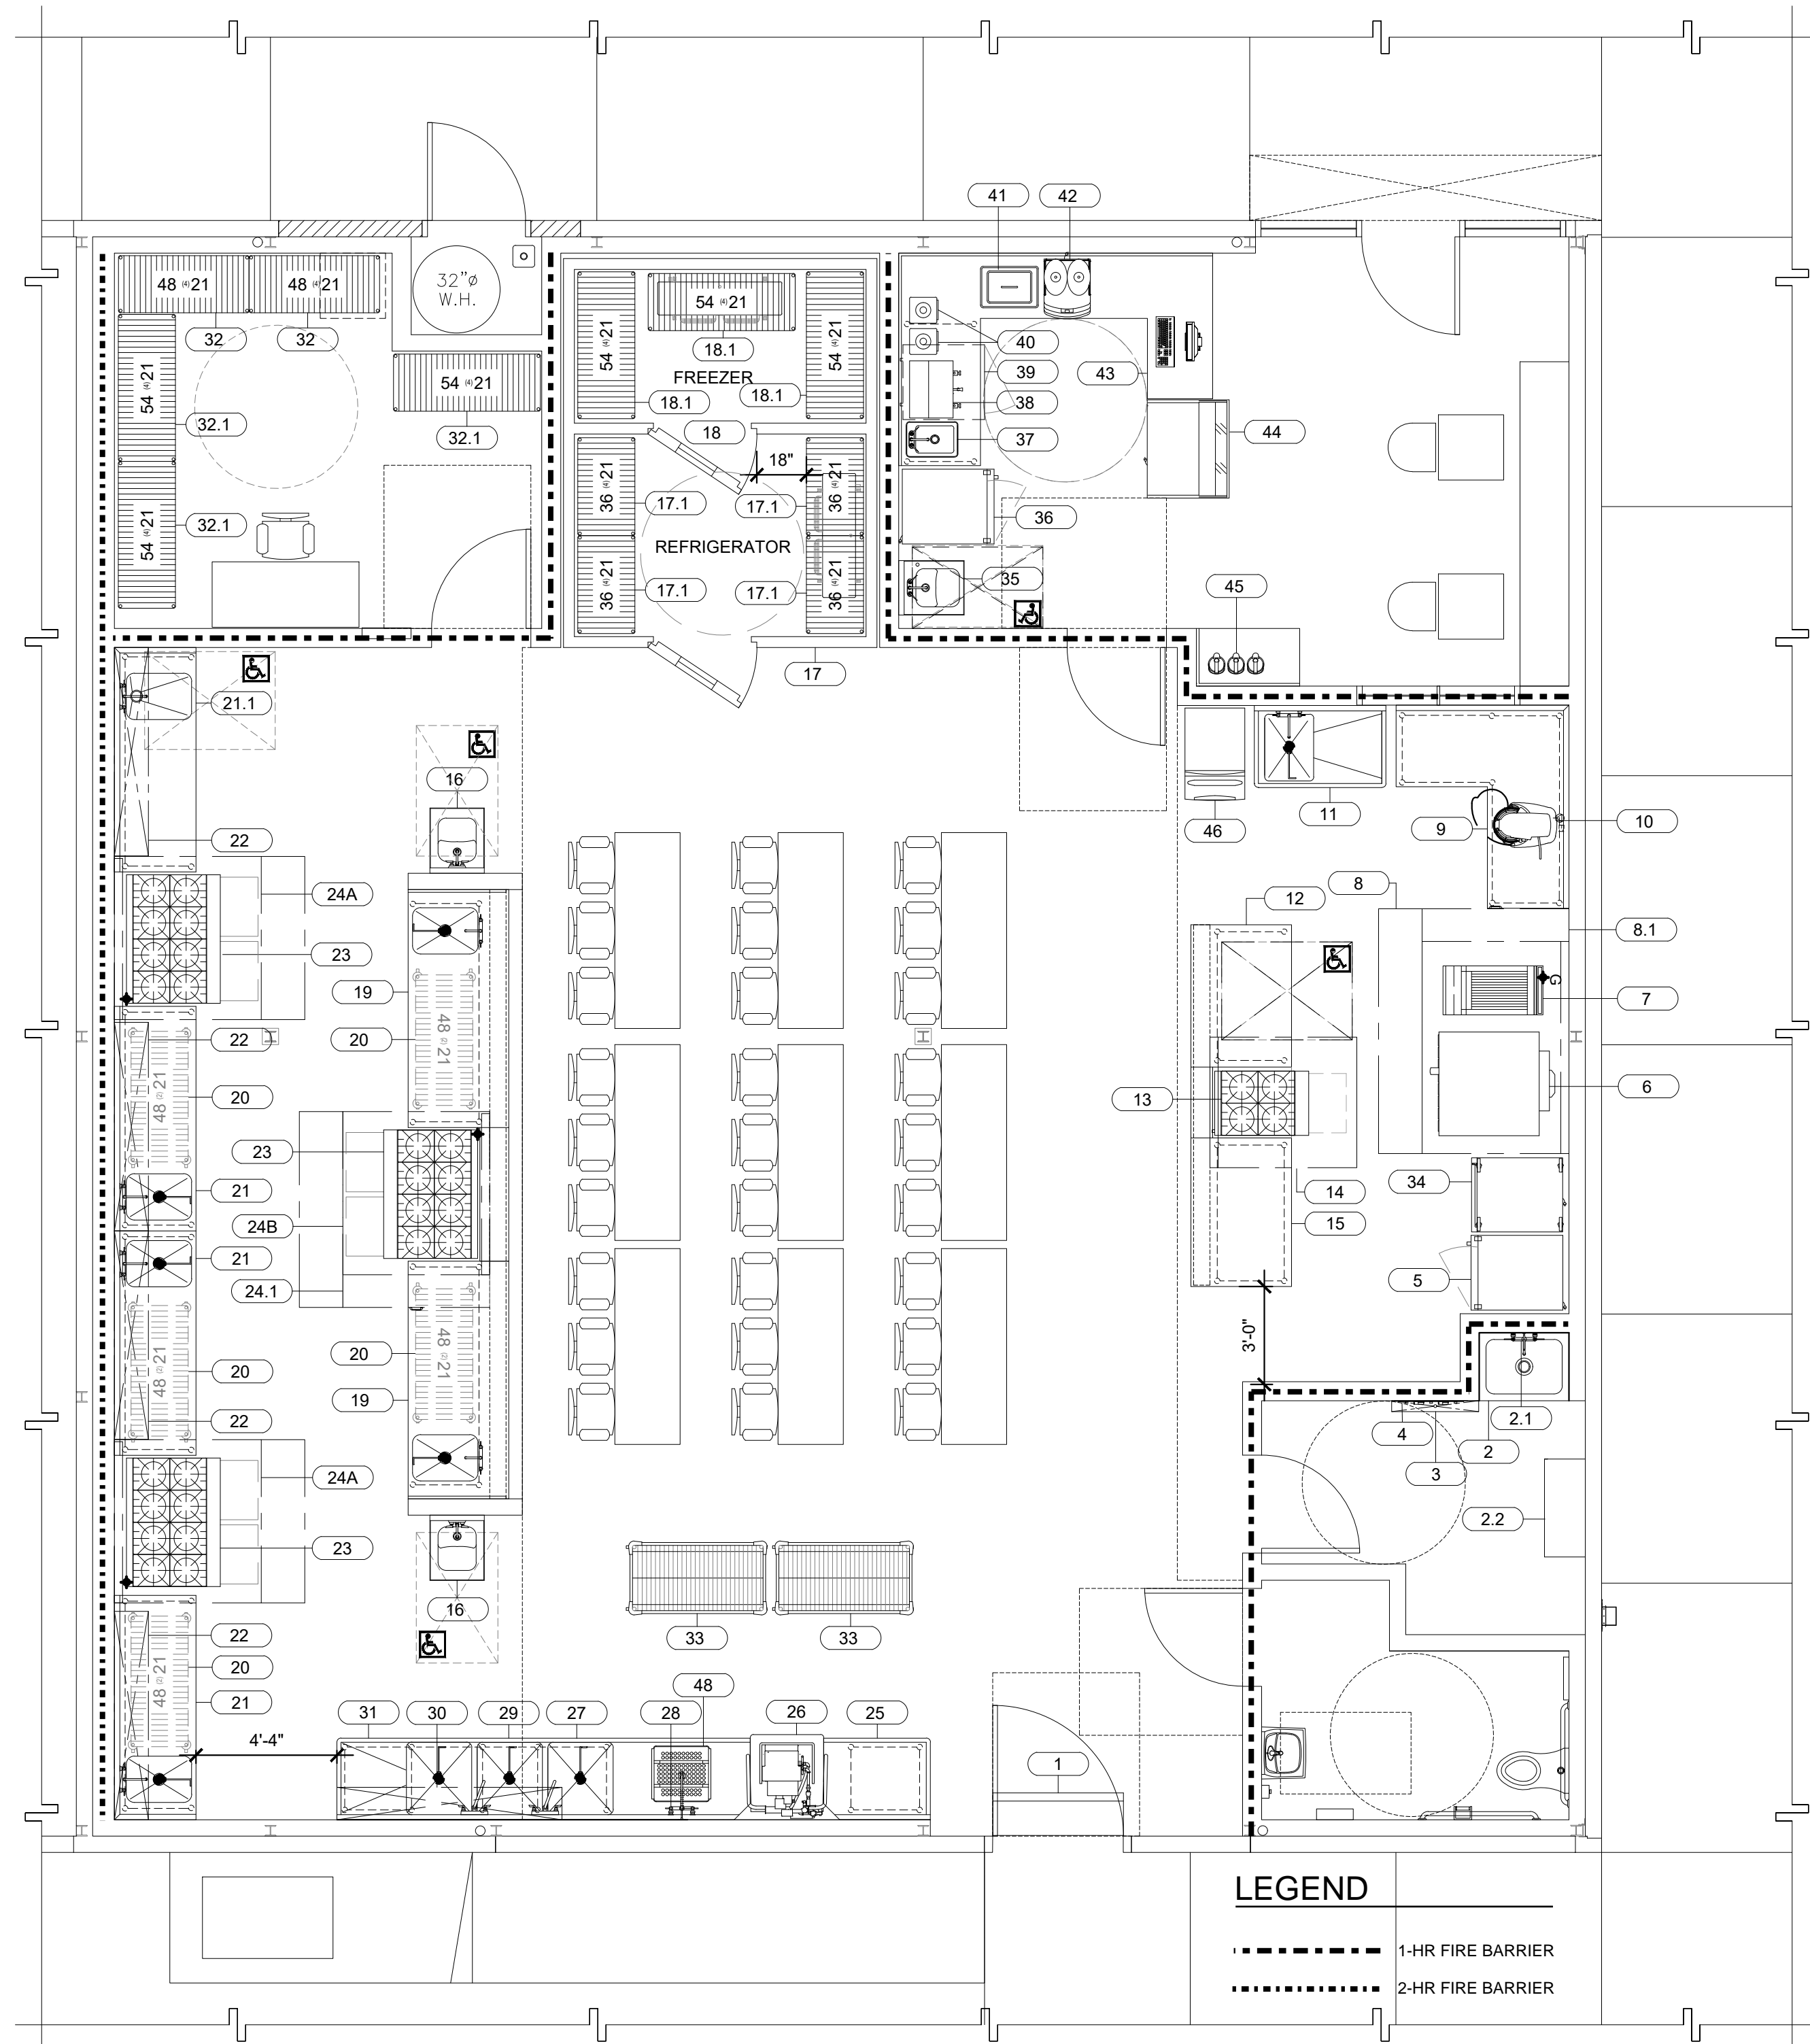 41
42
48 (4) 21
48 (4) 21
32"ø
W.H.
54 (4) 21
54 (4) 21
54 (4) 21
32
32
18.1
40
FREEZER
39
43
54 (4) 21
54 (4) 21
18.1
18.1
38
32.1
32.1
18
37
44
18"
36 (4) 21
36 (4) 21
17.1
17.1
54 (4) 21
32.1
36
REFRIGERATOR
36 (4) 21
36 (4) 21
17.1
17.1
35
45
17
21.1
16
22
46
11
9
10
24A
8
12
8.1
23
19
7
48 (2) 21
22
20
G
48 (2) 21
20
13
6
23
21
34
14
24B
15
21
5
24.1
3'-0"
48 (2) 21
20
48 (2) 21
20
19
22
2.1
4
2
3
24A
2.2
23
16
22
33
33
48 (2) 21
20
48
21
31
30
29
27
28
26
25
4'-4"
1
LEGEND
1-HR FIRE BARRIER
2-HR FIRE BARRIER